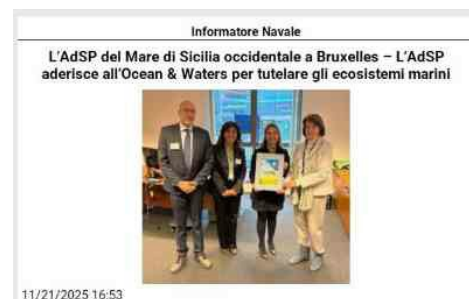 Informatore Navale
L'AdSP del Mare di Sicilia occidentale a Bruxelles – L'AdSP
aderisce all'Ocean & Waters per tutelare gli ecosistemi marini
11/21/2025 16:53